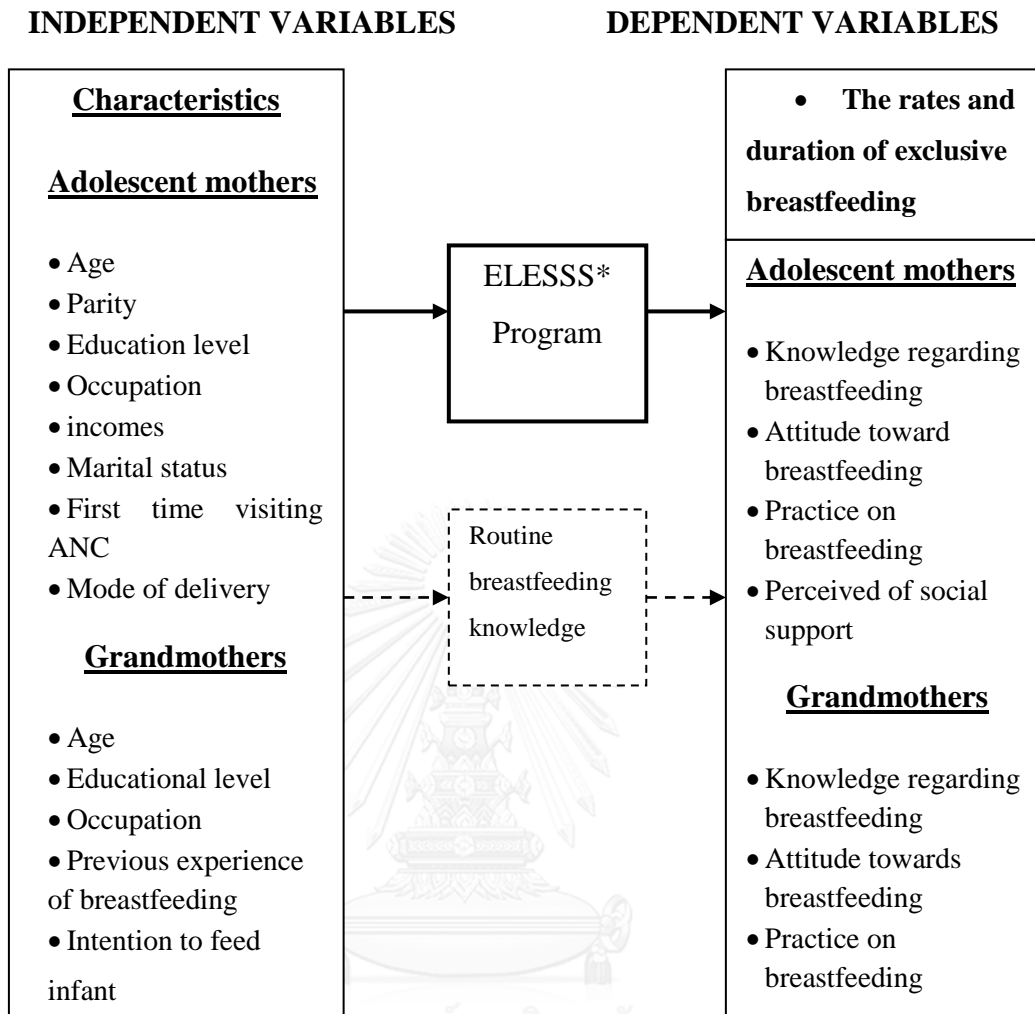 INDEPENDENT VARIABLES
DEPENDENT VARIABLES
Characteristics
Adolescent mothers
• Age
• Parity
• Education level
• Occupation
• incomes
• Marital status
• First time visiting
ANC
• Mode of delivery
Grandmothers
• Age
• Educational level
• Occupation
• Previous experience
of breastfeeding
• Intention to feed
infant
ELESSS*
Program
Routine
breastfeeding
knowledge
• The rates and
duration of exclusive
breastfeeding
Adolescent mothers
• Knowledge regarding
breastfeeding
• Attitude toward
breastfeeding
• Practice on
breastfeeding
• Perceived of social
support
Grandmothers
• Knowledge regarding
breastfeeding
• Attitude towards
breastfeeding
• Practice on
breastfeeding